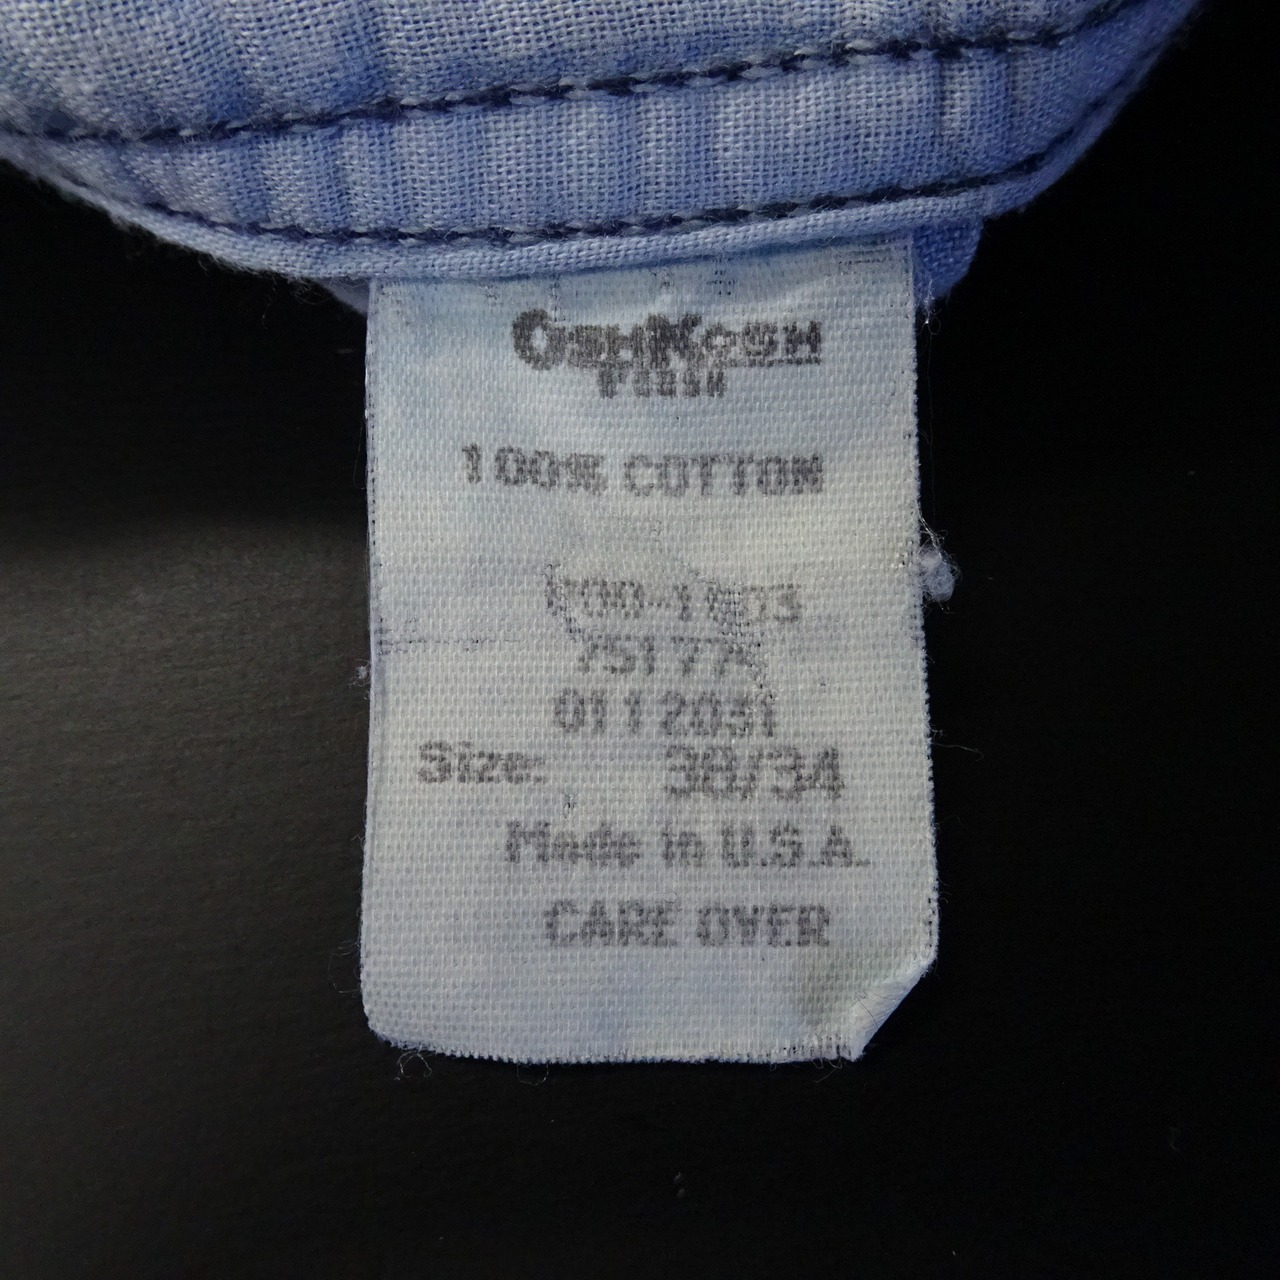 OSHKOSH
B'GOSH
100% COTTON
75177
0112031
Size: 38/34
Made in U.S.A.
CARE OVER